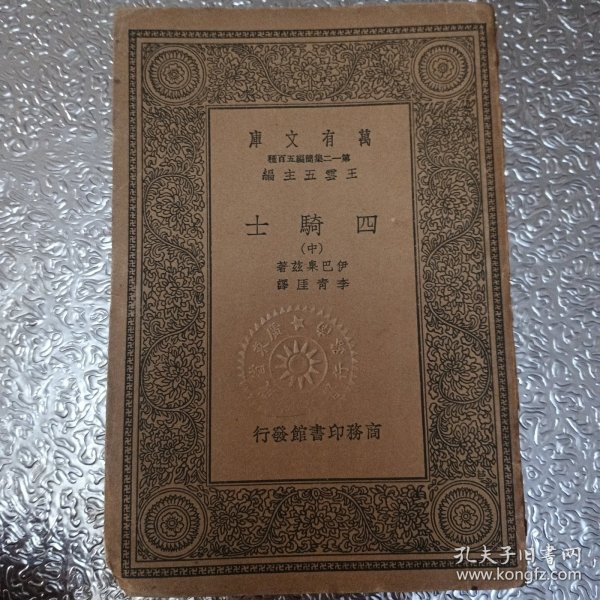 萬有文庫
第一二集簡編五百種
王雲五主編
四騎士
(中)
伊巴臬茲著
李青崖譯
商務印書館發行
孔夫子旧书网
www.kongfz.com